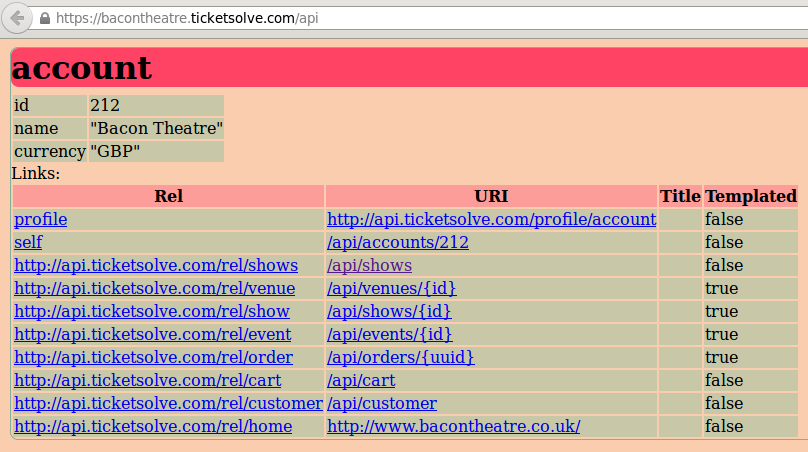 https://bacontheatre.ticketsolve.com/api
account
id 212
name "Bacon Theatre"
currency "GBP"
Links:
Rel URI Title Templated
profile http://api.ticketsolve.com/profile/account false
self /api/accounts/212 false
http://api.ticketsolve.com/rel/shows /api/shows false
http://api.ticketsolve.com/rel/venue /api/venues/{id} true
http://api.ticketsolve.com/rel/show /api/shows/{id} true
http://api.ticketsolve.com/rel/event /api/events/{id} true
http://api.ticketsolve.com/rel/order /api/orders/{uuid} true
http://api.ticketsolve.com/rel/cart /api/cart false
http://api.ticketsolve.com/rel/customer /api/customer false
http://api.ticketsolve.com/rel/home http://www.bacontheatre.co.uk/ false